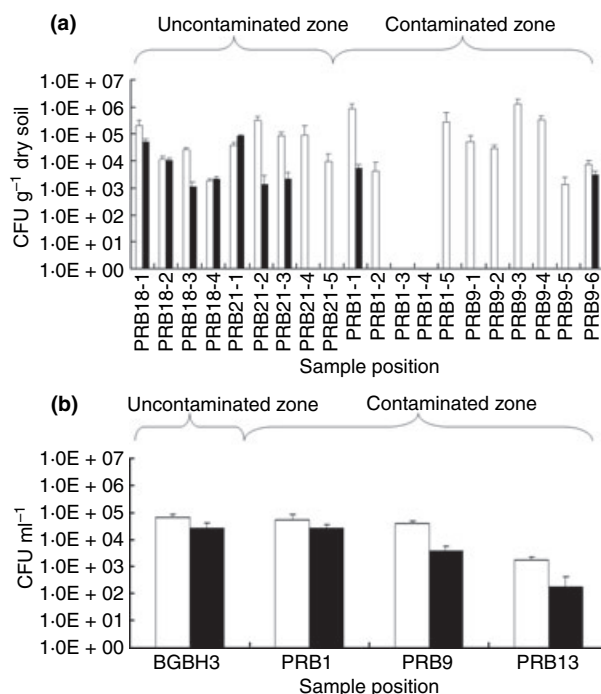 (a)
Uncontaminated zone Contaminated zone
1·0E + 07
1·0E + 06
1·0E + 05
1·0E + 04
1·0E + 03
1·0E + 02
1·0E + 01
1·0E + 00
CFU g⁻¹ dry soil
PRB18-1
PRB18-2
PRB18-3
PRB18-4
PRB21-1
PRB21-2
PRB21-3
PRB21-4
PRB21-5
PRB1-1
PRB1-2
PRB1-3
PRB1-4
PRB1-5
PRB9-1
PRB9-2
PRB9-3
PRB9-4
PRB9-5
PRB9-6
Sample position
(b)
Uncontaminated zone Contaminated zone
1·0E + 07
1·0E + 06
1·0E + 05
1·0E + 04
1·0E + 03
1·0E + 02
1·0E + 01
1·0E + 00
CFU ml⁻¹
BGBH3 PRB1 PRB9 PRB13
Sample position